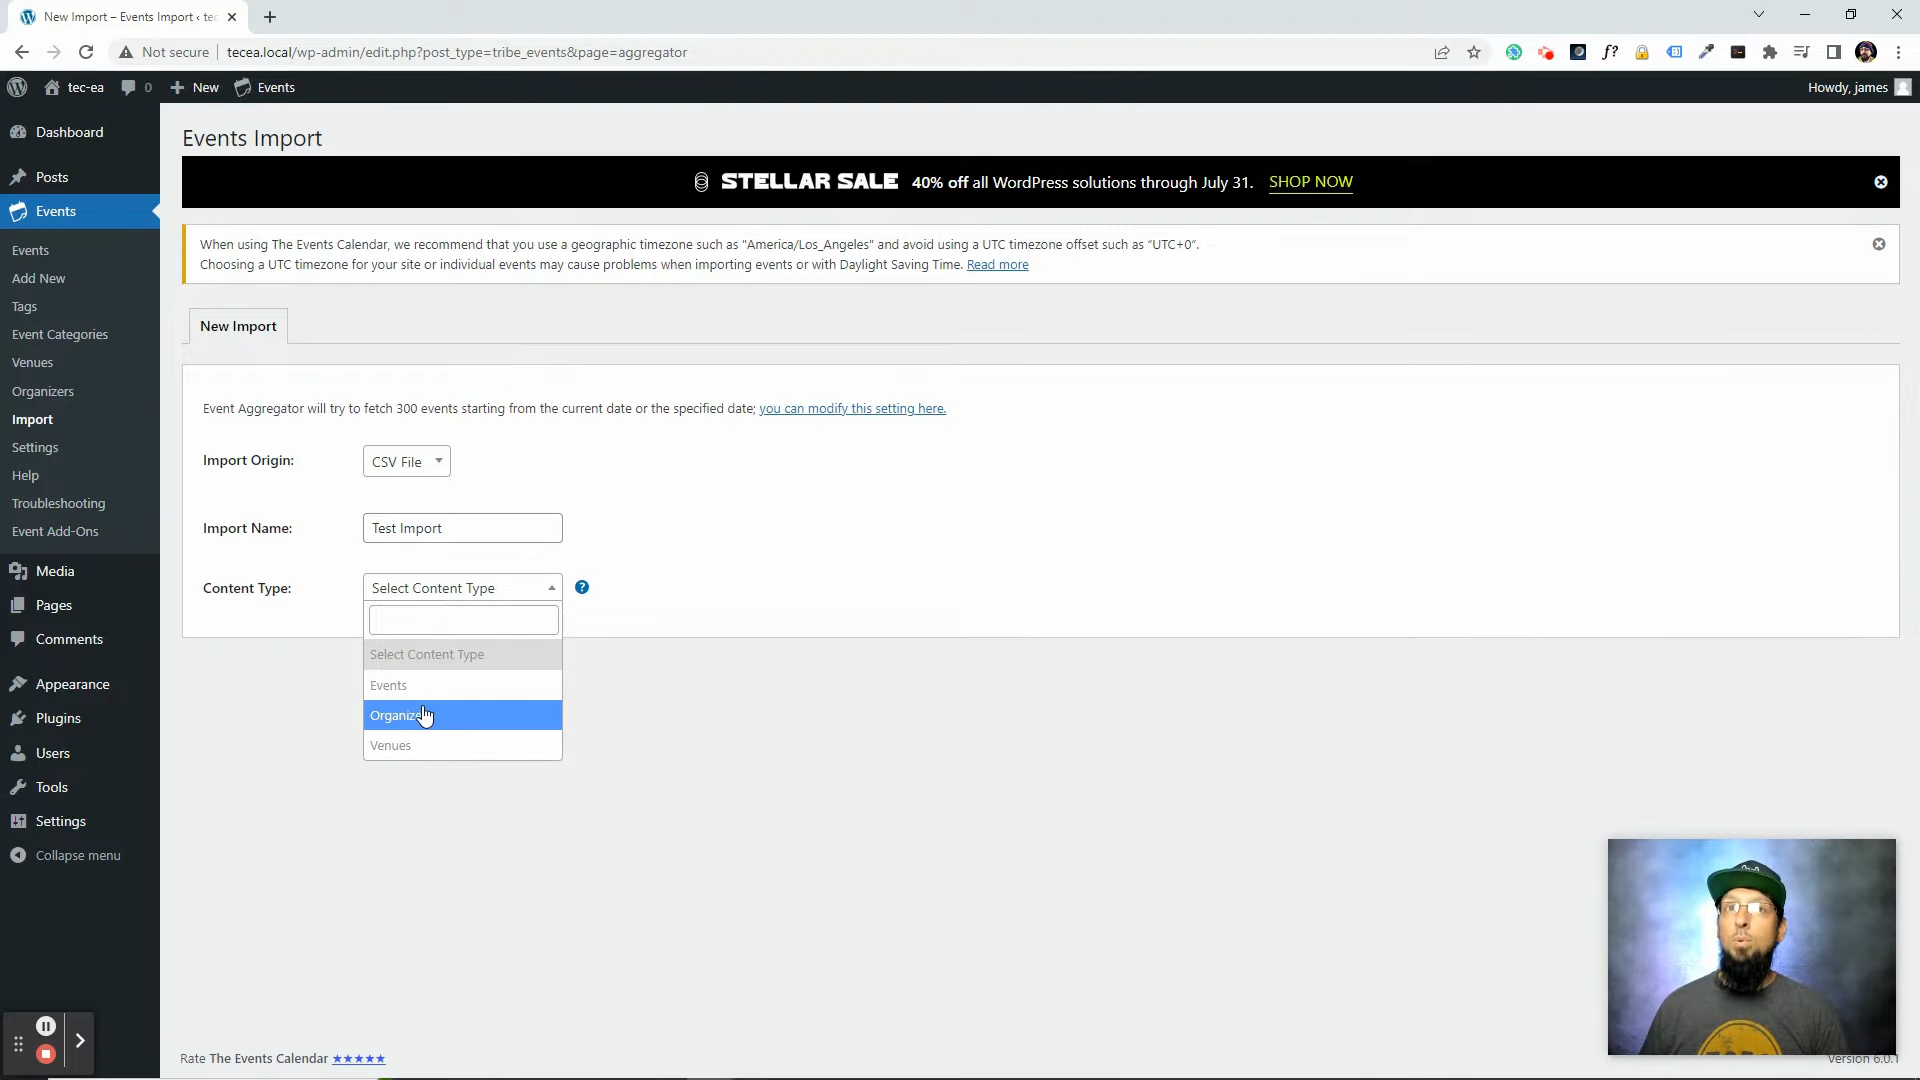 New Import – Events Import ‹ tec
Not secure
tecea.local/wp-admin/edit.php?post_type=tribe_events&page=aggregator
f?
tec-ea
0
New
Events
Howdy, james
Dashboard
Posts
Events
Events
Add New
Tags
Event Categories
Venues
Organizers
Import
Settings
Help
Troubleshooting
Event Add-Ons
Media
Pages
Comments
Appearance
Plugins
Users
Tools
Settings
Collapse menu
Events Import
STELLAR SALE 40% off all WordPress solutions through July 31. SHOP NOW
When using The Events Calendar, we recommend that you use a geographic timezone such as "America/Los_Angeles" and avoid using a UTC timezone offset such as "UTC+0".
Choosing a UTC timezone for your site or individual events may cause problems when importing events or with Daylight Saving Time. Read more
New Import
Event Aggregator will try to fetch 300 events starting from the current date or the specified date; you can modify this setting here.
Import Origin: CSV File
Import Name: Test Import
Content Type: Select Content Type ?
Select Content Type
Events
Organize
Venues
Rate The Events Calendar ★★★★★
Version 6.0.1